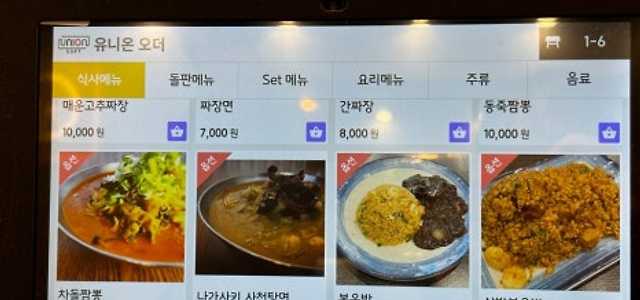 UNION 유니온 오더
1-6
식사메뉴 돌판메뉴 Set 메뉴 요리메뉴 주류 음료
매운고추짜장 짜장면 간짜장 동죽짬뽕
10,000 원 7,000 원 8,000 원 10,000 원
옵션 옵션 옵션 옵션
차돌짬뽕 나가사키 사천탕면 볶음밥